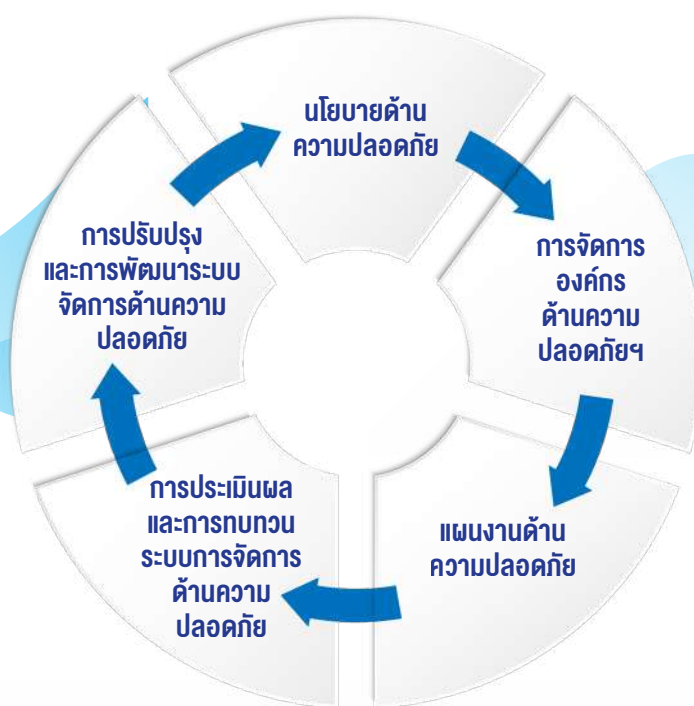 นโยบายด้าน
ความปลอดภัย
การจัดการ
องค์กร
ด้านความ
ปลอดภัยฯ
แผนงานด้าน
ความปลอดภัย
การประเมินผล
และการทบทวน
ระบบการจัดการ
ด้านความ
ปลอดภัย
การปรับปรุง
และการพัฒนาระบบ
จัดการด้านความ
ปลอดภัย